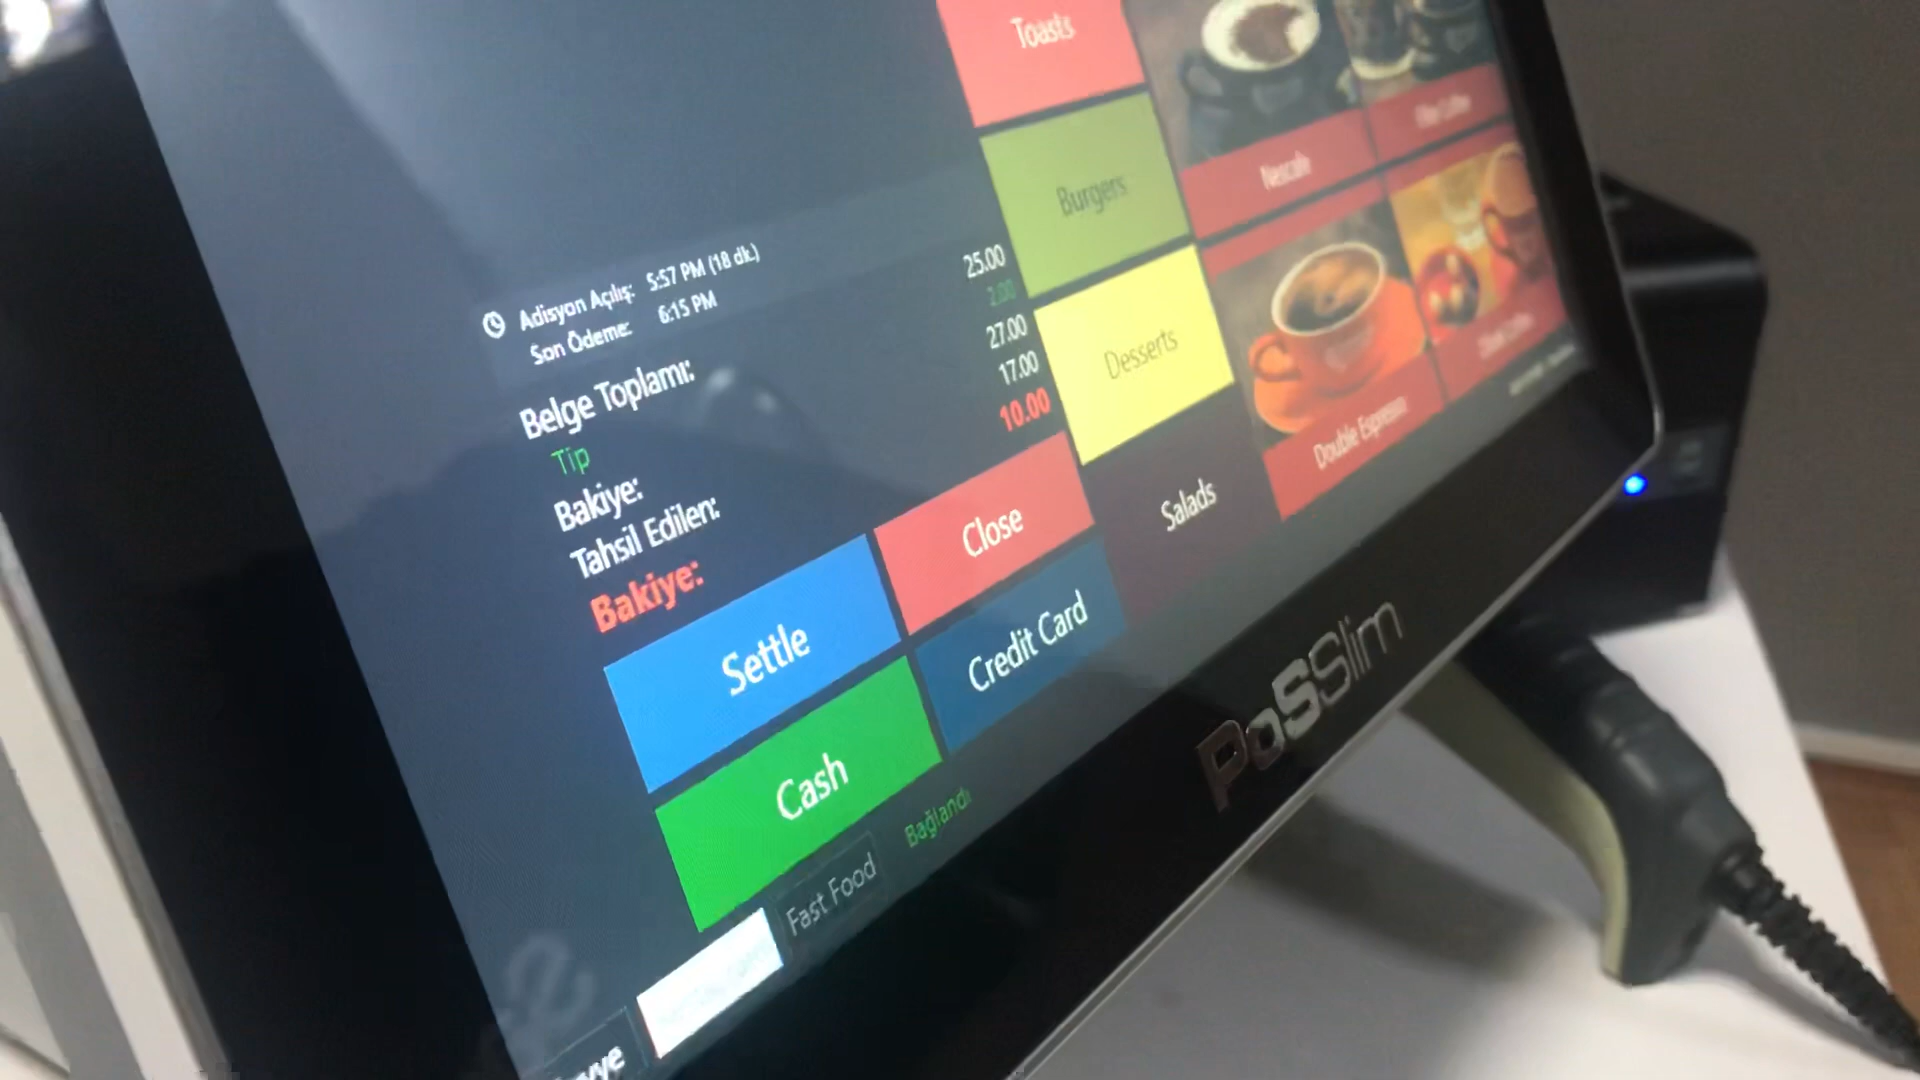 Toasts
Burgers
Desserts
Salads
Nescafe
Filter Coffee
Double Espresso
Adisyon Açılış: 5:57 PM (18 dk.)
Son Ödeme: 6:15 PM
Belge Toplamı: 25.00
Tip 2.00
Bakiye: 27.00
Tahsil Edilen: 17.00
Bakiye: 10.00
Settle
Close
Cash
Credit Card
Fast Food
Bağlandı
PosSlim